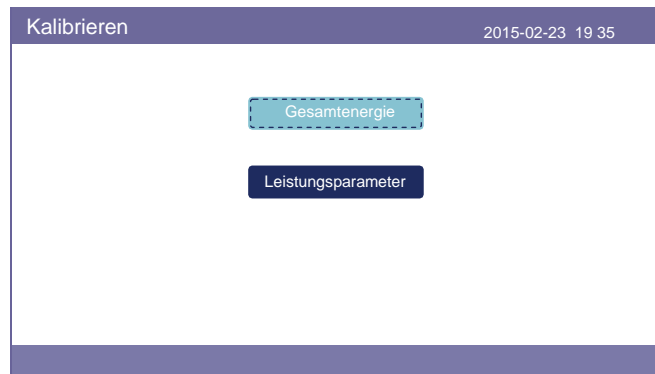 Kalibrieren
2015-02-23 19 35
Gesamtenergie
Leistungsparameter